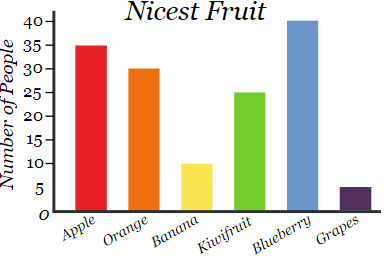 Nicest Fruit
Number of People
40
35
30
25
20
15
10
5
0
Apple
Orange
Banana
Kiwifruit
Blueberry
Grapes